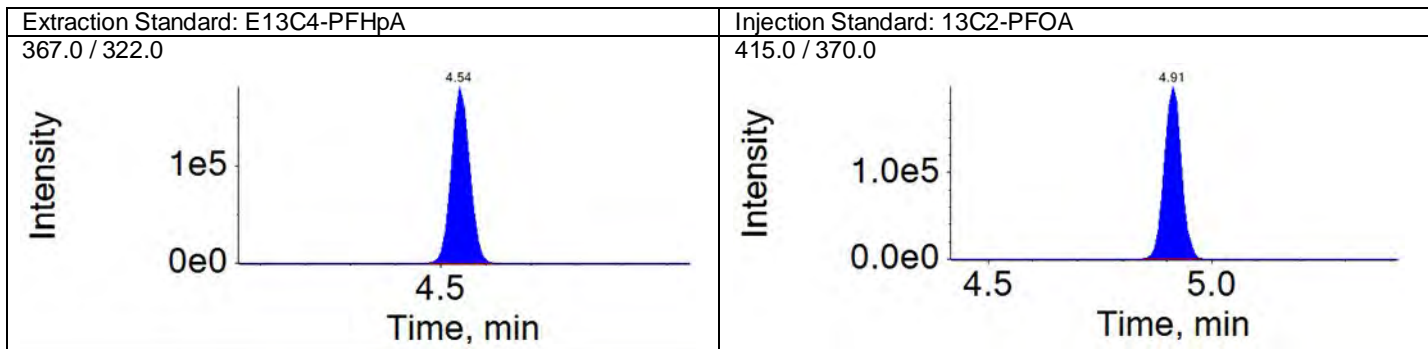 Extraction Standard: E13C4-PFHpA
367.0 / 322.0
4.54
Intensity
1e5
0e0
4.5
Time, min
Injection Standard: 13C2-PFOA
415.0 / 370.0
4.91
Intensity
1.0e5
0.0e0
4.5 5.0
Time, min